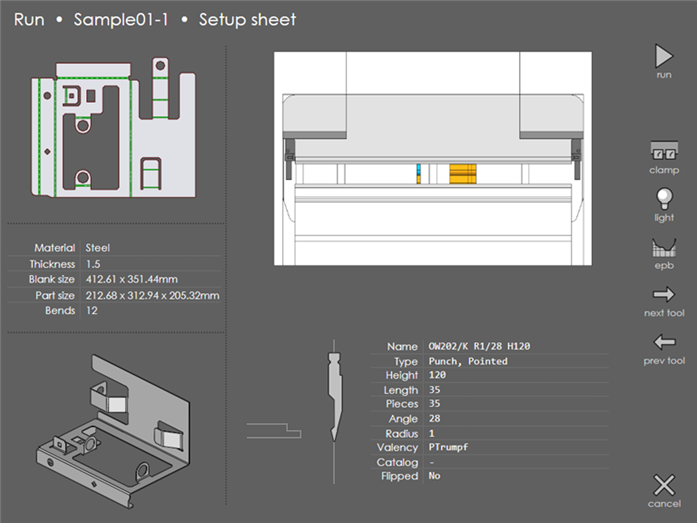 Run • Sample01-1 • Setup sheet
run
clamp
light
epb
next tool
prev tool
cancel
Material Steel
Thickness 1.5
Blank size 412.61 x 351.44mm
Part size 212.68 x 312.94 x 205.32mm
Bends 12
Name OW202/K R1/28 H120
Type Punch, Pointed
Height 120
Length 35
Pieces 35
Angle 28
Radius 1
Valency PTrumpf
Catalog -
Flipped No